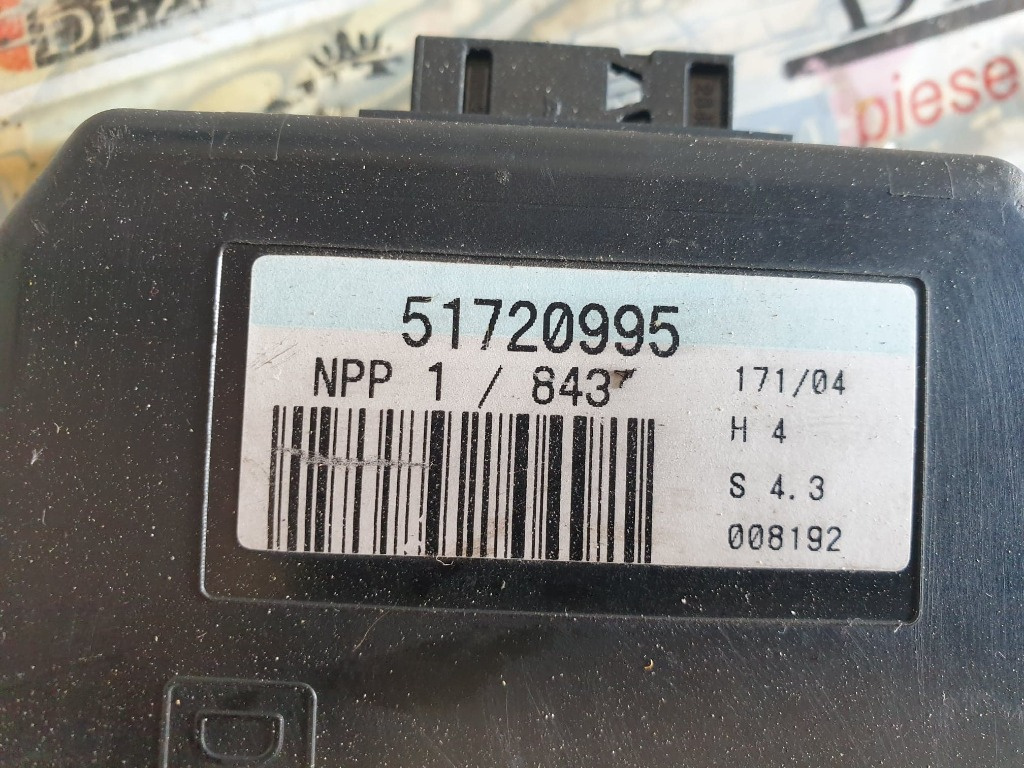 51720995
NPP 1 / 843
171/04
H 4
S 4.3
008192
piese